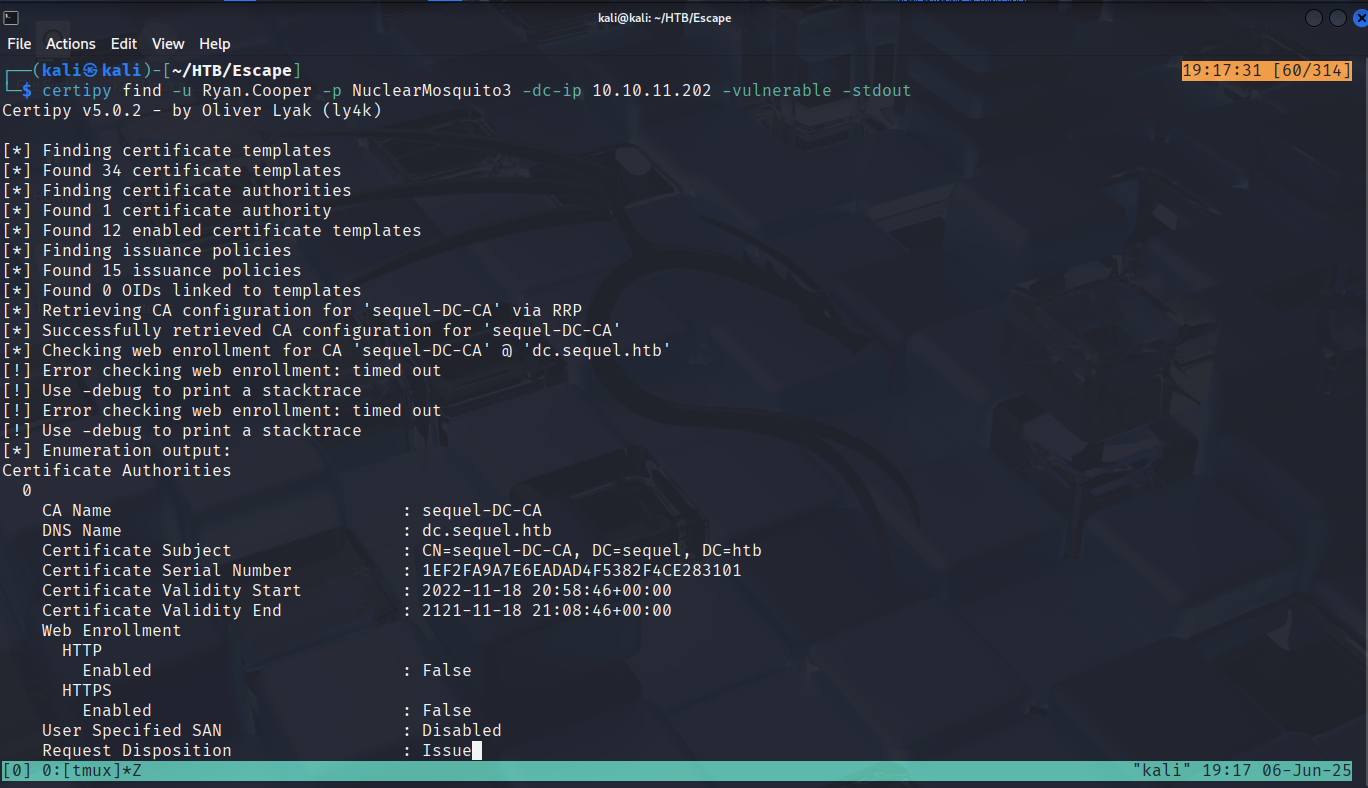 kali@kali: ~/HTB/Escape
File Actions Edit View Help
┌──(kali㉿kali)-[~/HTB/Escape]
19:17:31 [60/314]
└─$ certipy find -u Ryan.Cooper -p NuclearMosquito3 -dc-ip 10.10.11.202 -vulnerable -stdout
Certipy v5.0.2 - by Oliver Lyak (ly4k)
[*] Finding certificate templates
[*] Found 34 certificate templates
[*] Finding certificate authorities
[*] Found 1 certificate authority
[*] Found 12 enabled certificate templates
[*] Finding issuance policies
[*] Found 15 issuance policies
[*] Found 0 OIDs linked to templates
[*] Retrieving CA configuration for 'sequel-DC-CA' via RRP
[*] Successfully retrieved CA configuration for 'sequel-DC-CA'
[*] Checking web enrollment for CA 'sequel-DC-CA' @ 'dc.sequel.htb'
[!] Error checking web enrollment: timed out
[!] Use -debug to print a stacktrace
[!] Error checking web enrollment: timed out
[!] Use -debug to print a stacktrace
[*] Enumeration output:
Certificate Authorities
0
CA Name : sequel-DC-CA
DNS Name : dc.sequel.htb
Certificate Subject : CN=sequel-DC-CA, DC=sequel, DC=htb
Certificate Serial Number : 1EF2FA9A7E6EADAD4F5382F4CE283101
Certificate Validity Start : 2022-11-18 20:58:46+00:00
Certificate Validity End : 2121-11-18 21:08:46+00:00
Web Enrollment
HTTP
Enabled : False
HTTPS
Enabled : False
User Specified SAN : Disabled
Request Disposition : Issue
[0] 0:[tmux]*Z "kali" 19:17 06-Jun-25